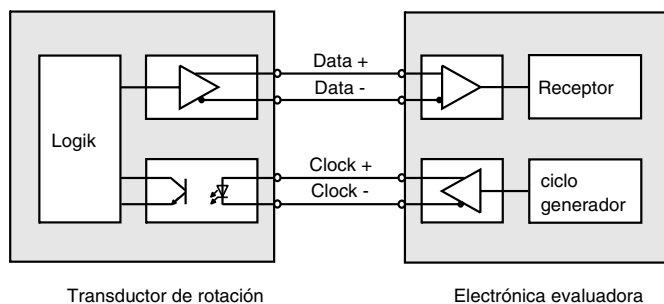 Data +
Data -
Logik
Receptor
Clock +
Clock -
ciclo
generador
Transductor de rotación
Electrónica evaluadora